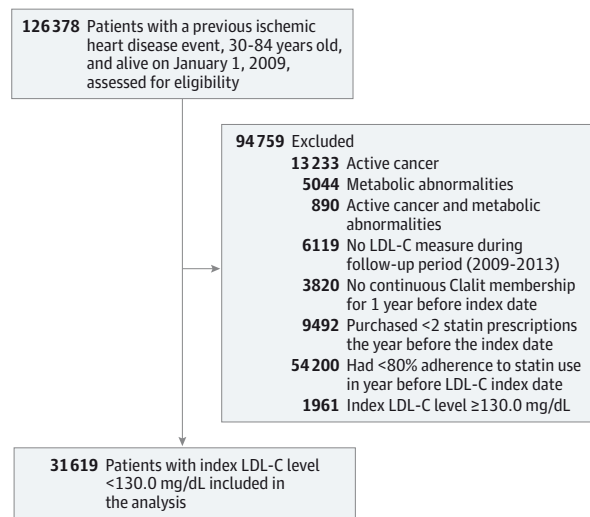 126378 Patients with a previous ischemic
heart disease event, 30-84 years old,
and alive on January 1, 2009,
assessed for eligibility
94759 Excluded
13233 Active cancer
5044 Metabolic abnormalities
890 Active cancer and metabolic
abnormalities
6119 No LDL-C measure during
follow-up period (2009-2013)
3820 No continuous Clalit membership
for 1 year before index date
9492 Purchased <2 statin prescriptions
the year before the index date
54200 Had <80% adherence to statin use
in year before LDL-C index date
1961 Index LDL-C level ≥130.0 mg/dL
31619 Patients with index LDL-C level
<130.0 mg/dL included in
the analysis